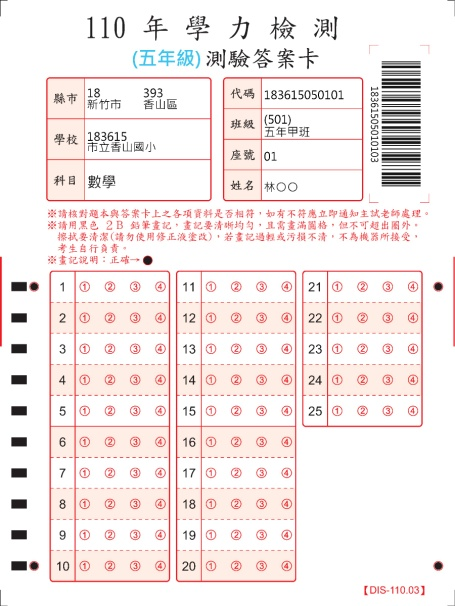 110 年 學 力 檢 測
(五年級) 測驗答案卡
縣市 18 393
新竹市 香山區
學校 183615
市立香山國小
科目 數學
代碼 183615050101
班級 (501)
五年甲班
座號 01
姓名 林○○
18361505010103
※請核對題本與答案卡上之各項資料是否相符，如有不符應立即通知主試老師處理。
※請用黑色 2B 鉛筆畫記，畫記要清晰均勻，且需畫滿圓格，但不可超出圈外。
擦拭要清潔(請勿使用修正液塗改)，若畫記過輕或污損不清，不為機器所接受，
考生自行負責。
※畫記說明：正確→●
1 ① ② ③ ④
2 ① ② ③ ④
3 ① ② ③ ④
4 ① ② ③ ④
5 ① ② ③ ④
6 ① ② ③ ④
7 ① ② ③ ④
8 ① ② ③ ④
9 ① ② ③ ④
10 ① ② ③ ④
11 ① ② ③ ④
12 ① ② ③ ④
13 ① ② ③ ④
14 ① ② ③ ④
15 ① ② ③ ④
16 ① ② ③ ④
17 ① ② ③ ④
18 ① ② ③ ④
19 ① ② ③ ④
20 ① ② ③ ④
21 ① ② ③ ④
22 ① ② ③ ④
23 ① ② ③ ④
24 ① ② ③ ④
25 ① ② ③ ④
【DIS-110.03】